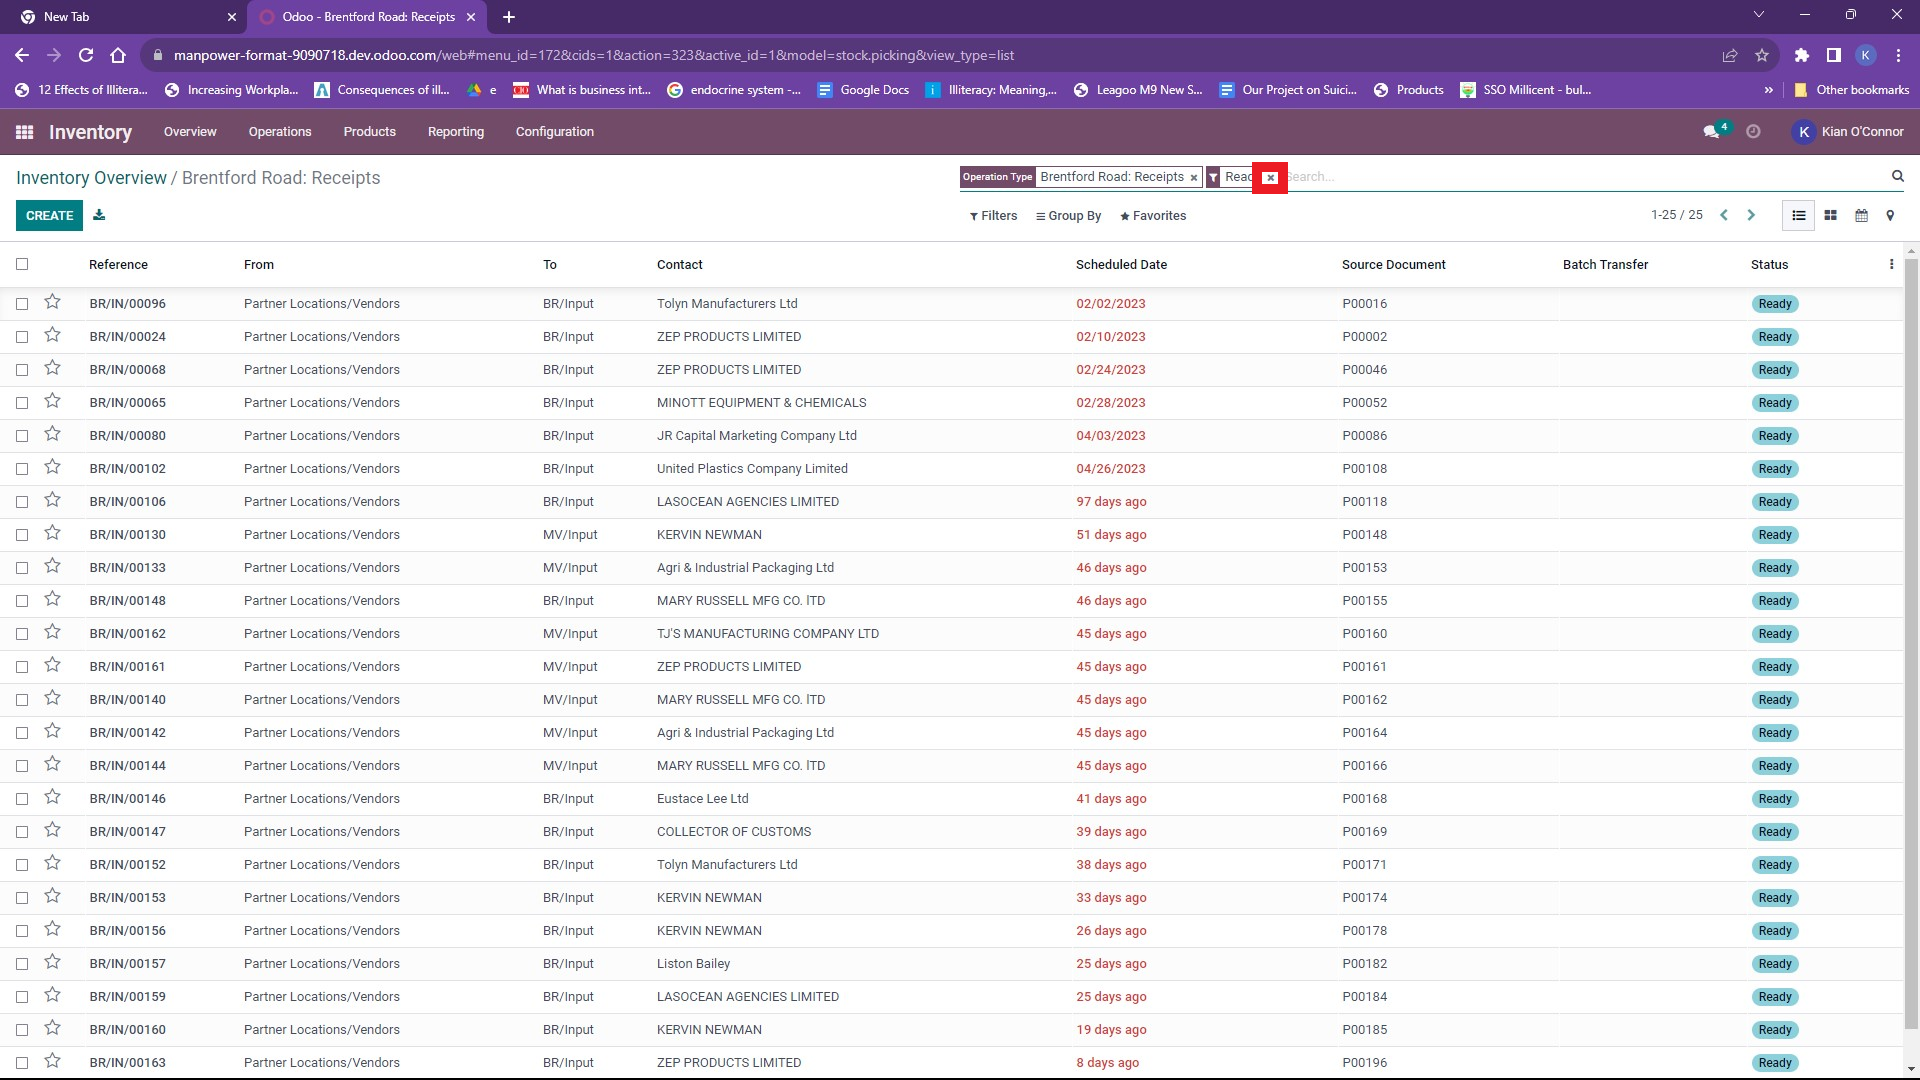 New Tab
Odoo - Brentford Road: Receipts
manpower-format-9090718.dev.odoo.com/web#menu_id=172&cids=1&action=323&active_id=1&model=stock.picking&view_type=list
K
12 Effects of Illitera...
Increasing Workpla...
Consequences of ill...
e
What is business int...
endocrine system -...
Google Docs
Illiteracy: Meaning,...
Leagoo M9 New S...
Our Project on Suici...
Products
SSO Millicent - bul...
»
Other bookmarks
Inventory
Overview
Operations
Products
Reporting
Configuration
4
K
Kian O'Connor
Inventory Overview / Brentford Road: Receipts
Operation Type Brentford Road: Receipts
Read
Search...
CREATE
Filters
Group By
Favorites
1-25 / 25
Reference From To Contact Scheduled Date Source Document Batch Transfer Status
BR/IN/00096 Partner Locations/Vendors BR/Input Tolyn Manufacturers Ltd 02/02/2023 P00016 Ready
BR/IN/00024 Partner Locations/Vendors BR/Input ZEP PRODUCTS LIMITED 02/10/2023 P00002 Ready
BR/IN/00068 Partner Locations/Vendors BR/Input ZEP PRODUCTS LIMITED 02/24/2023 P00046 Ready
BR/IN/00065 Partner Locations/Vendors BR/Input MINOTT EQUIPMENT & CHEMICALS 02/28/2023 P00052 Ready
BR/IN/00080 Partner Locations/Vendors BR/Input JR Capital Marketing Company Ltd 04/03/2023 P00086 Ready
BR/IN/00102 Partner Locations/Vendors BR/Input United Plastics Company Limited 04/26/2023 P00108 Ready
BR/IN/00106 Partner Locations/Vendors BR/Input LASOCEAN AGENCIES LIMITED 97 days ago P00118 Ready
BR/IN/00130 Partner Locations/Vendors MV/Input KERVIN NEWMAN 51 days ago P00148 Ready
BR/IN/00133 Partner Locations/Vendors MV/Input Agri & Industrial Packaging Ltd 46 days ago P00153 Ready
BR/IN/00148 Partner Locations/Vendors BR/Input MARY RUSSELL MFG CO. lTD 46 days ago P00155 Ready
BR/IN/00162 Partner Locations/Vendors MV/Input TJ'S MANUFACTURING COMPANY LTD 45 days ago P00160 Ready
BR/IN/00161 Partner Locations/Vendors MV/Input ZEP PRODUCTS LIMITED 45 days ago P00161 Ready
BR/IN/00140 Partner Locations/Vendors MV/Input MARY RUSSELL MFG CO. lTD 45 days ago P00162 Ready
BR/IN/00142 Partner Locations/Vendors MV/Input Agri & Industrial Packaging Ltd 45 days ago P00164 Ready
BR/IN/00144 Partner Locations/Vendors MV/Input MARY RUSSELL MFG CO. lTD 45 days ago P00166 Ready
BR/IN/00146 Partner Locations/Vendors BR/Input Eustace Lee Ltd 41 days ago P00168 Ready
BR/IN/00147 Partner Locations/Vendors BR/Input COLLECTOR OF CUSTOMS 39 days ago P00169 Ready
BR/IN/00152 Partner Locations/Vendors BR/Input Tolyn Manufacturers Ltd 38 days ago P00171 Ready
BR/IN/00153 Partner Locations/Vendors BR/Input KERVIN NEWMAN 33 days ago P00174 Ready
BR/IN/00156 Partner Locations/Vendors BR/Input KERVIN NEWMAN 26 days ago P00178 Ready
BR/IN/00157 Partner Locations/Vendors BR/Input Liston Bailey 25 days ago P00182 Ready
BR/IN/00159 Partner Locations/Vendors BR/Input LASOCEAN AGENCIES LIMITED 25 days ago P00184 Ready
BR/IN/00160 Partner Locations/Vendors BR/Input KERVIN NEWMAN 19 days ago P00185 Ready
BR/IN/00163 Partner Locations/Vendors BR/Input ZEP PRODUCTS LIMITED 8 days ago P00196 Ready